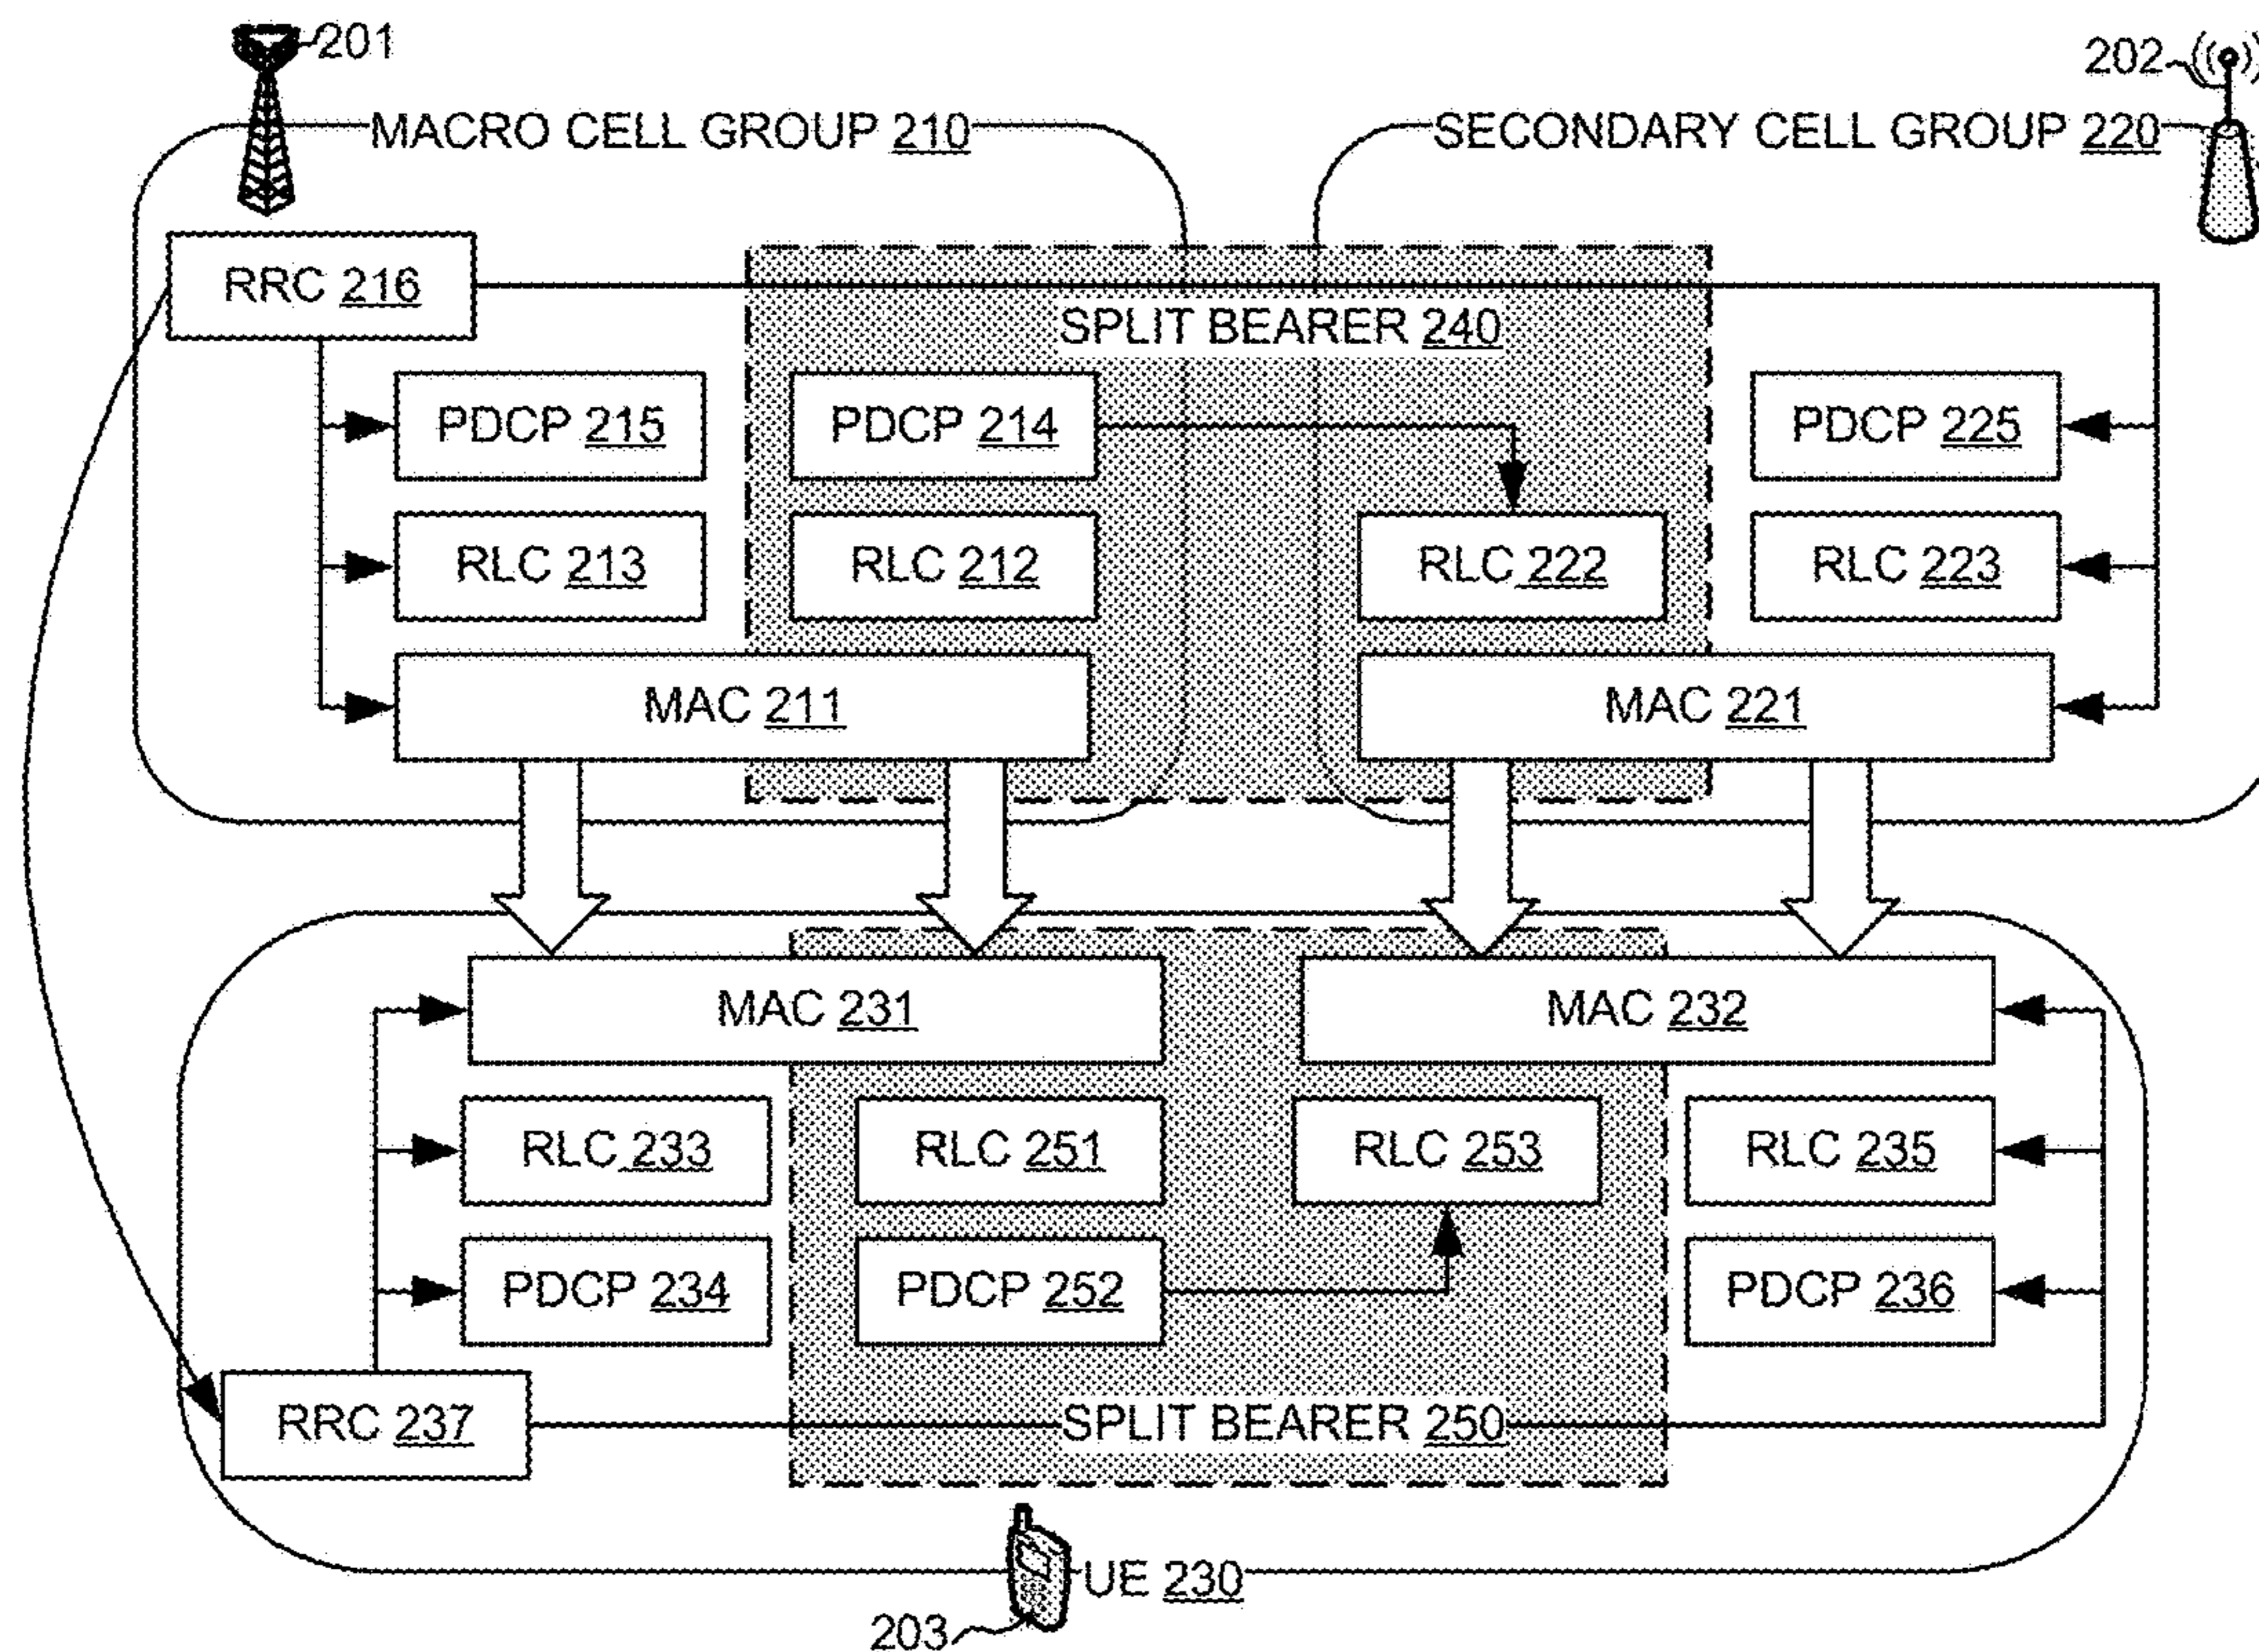 201
202
MACRO CELL GROUP 210
SECONDARY CELL GROUP 220
RRC 216
SPLIT BEARER 240
PDCP 215
PDCP 214
PDCP 225
RLC 213
RLC 212
RLC 222
RLC 223
MAC 211
MAC 221
MAC 231
MAC 232
RLC 233
RLC 251
RLC 253
RLC 235
PDCP 234
PDCP 252
PDCP 236
RRC 237
SPLIT BEARER 250
UE 230
203